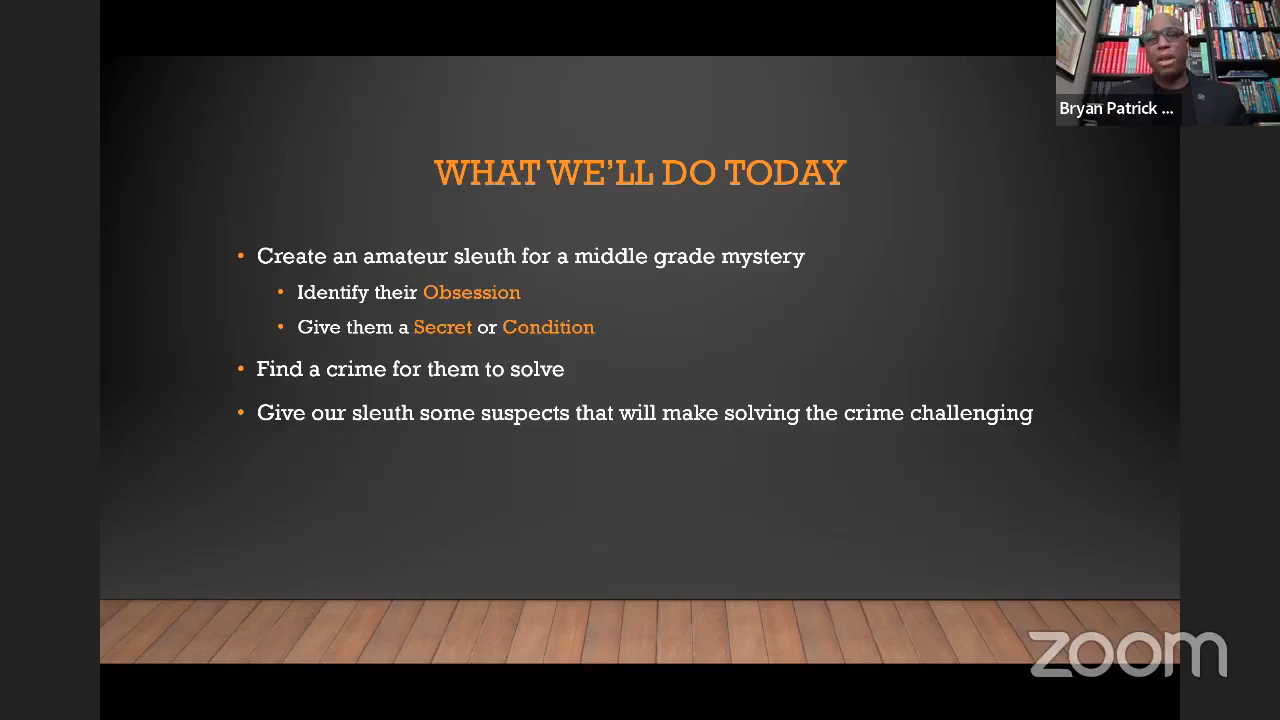 Bryan Patrick ...
WHAT WE’LL DO TODAY
• Create an amateur sleuth for a middle grade mystery
• Identify their Obsession
• Give them a Secret or Condition
• Find a crime for them to solve
• Give our sleuth some suspects that will make solving the crime challenging
zoom